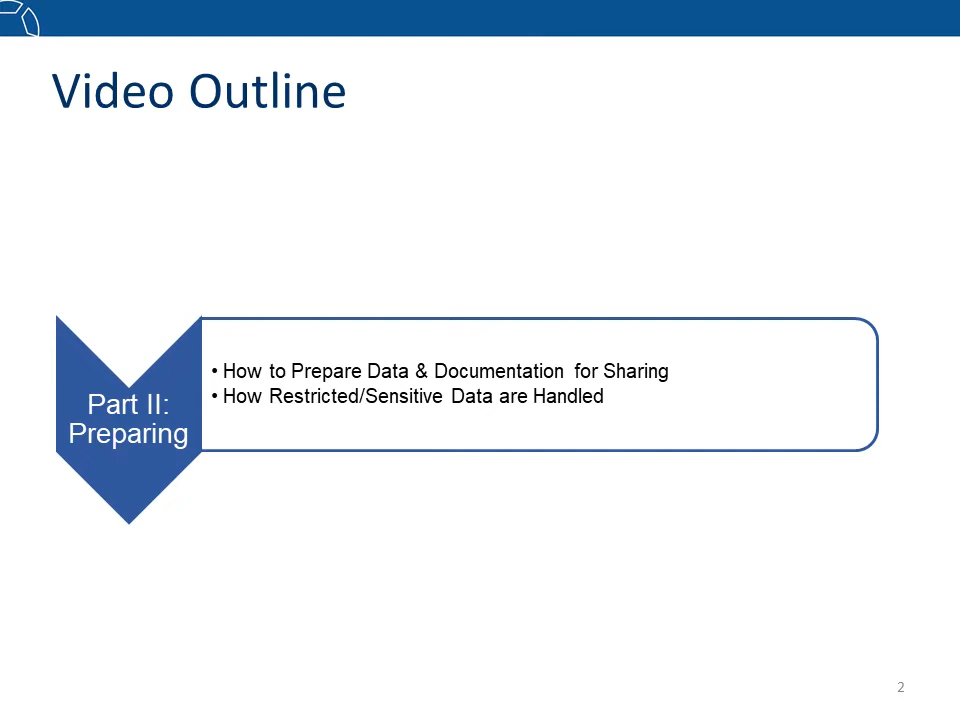 Video Outline
Part II:
Preparing
• How to Prepare Data & Documentation for Sharing
• How Restricted/Sensitive Data are Handled
2